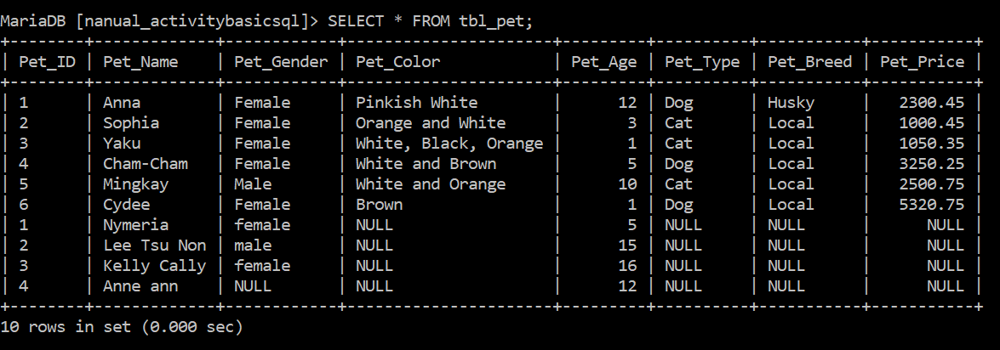 MariaDB [nanual_activitybasicsql]> SELECT * FROM tbl_pet;
+--------+-------------+------------+----------------------+---------+----------+-----------+-----------+
| Pet_ID | Pet_Name    | Pet_Gender | Pet_Color            | Pet_Age | Pet_Type | Pet_Breed | Pet_Price |
+--------+-------------+------------+----------------------+---------+----------+-----------+-----------+
| 1      | Anna        | Female     | Pinkish White        |      12 | Dog      | Husky     |   2300.45 |
| 2      | Sophia      | Female     | Orange and White     |       3 | Cat      | Local     |   1000.45 |
| 3      | Yaku        | Female     | White, Black, Orange |       1 | Cat      | Local     |   1050.35 |
| 4      | Cham-Cham   | Female     | White and Brown      |       5 | Dog      | Local     |   3250.25 |
| 5      | Mingkay     | Male       | White and Orange     |      10 | Cat      | Local     |   2500.75 |
| 6      | Cydee       | Female     | Brown                |       1 | Dog      | Local     |   5320.75 |
| 1      | Nymeria     | female     | NULL                 |       5 | NULL     | NULL      |      NULL |
| 2      | Lee Tsu Non | male       | NULL                 |      15 | NULL     | NULL      |      NULL |
| 3      | Kelly Cally | female     | NULL                 |      16 | NULL     | NULL      |      NULL |
| 4      | Anne ann    | NULL       | NULL                 |      12 | NULL     | NULL      |      NULL |
+--------+-------------+------------+----------------------+---------+----------+-----------+-----------+
10 rows in set (0.000 sec)